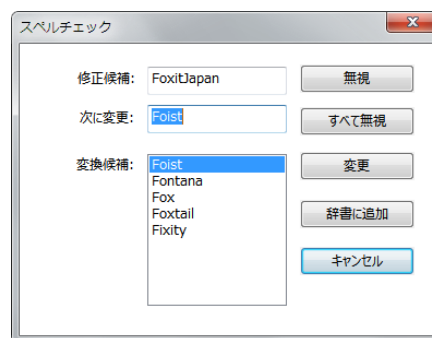 スペルチェック
修正候補: FoxitJapan 無視
次に変更: Foist すべて無視
変換候補: Foist 変更
Fontana
Fox
Foxtail 辞書に追加
Fixity
キャンセル